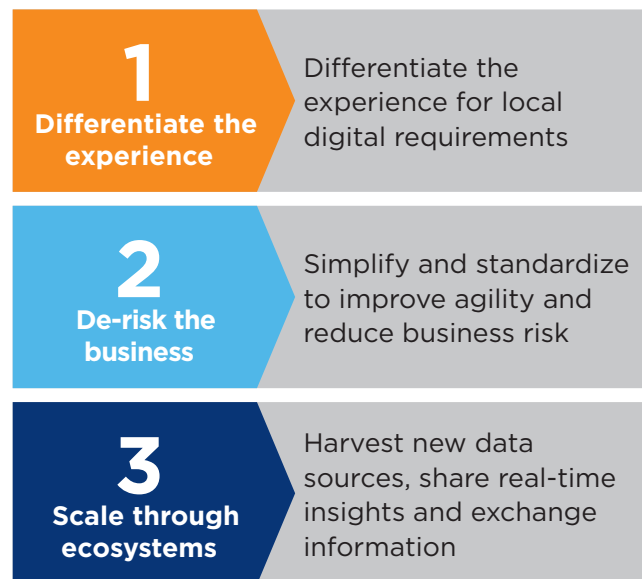 1
Differentiate the
experience
Differentiate the
experience for local
digital requirements
2
De-risk the
business
Simplify and standardize
to improve agility and
reduce business risk
3
Scale through
ecosystems
Harvest new data
sources, share real-time
insights and exchange
information